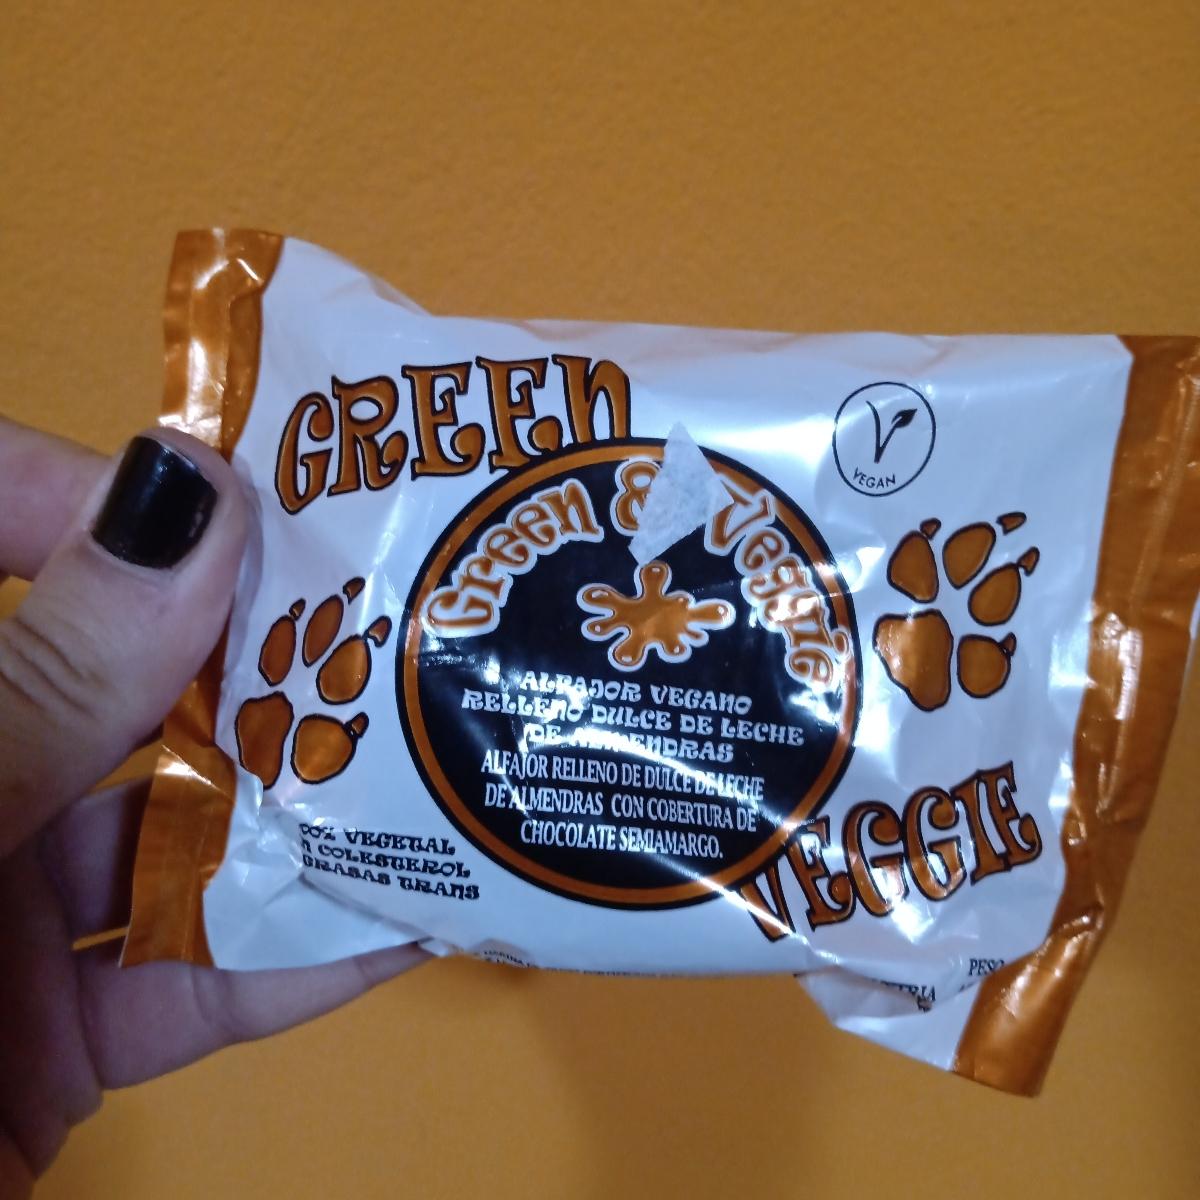 GREEN
VEGAN
Green & Veggie
ALFAJOR VEGANO
RELLENO DULCE DE LECHE
DE ALMENDRAS
ALFAJOR RELLENO DE DULCE DE LECHE
DE ALMENDRAS CON COBERTURA DE
CHOCOLATE SEMIAMARGO.
VEGGIE
VEGETAL
COLESTEROL
GRASAS TRANS
PESO